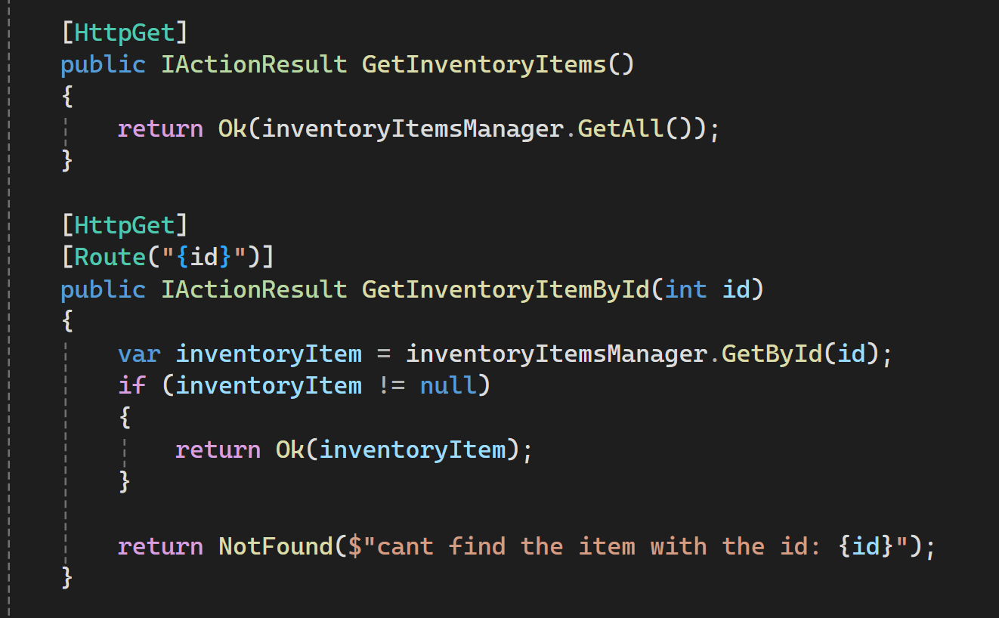 [HttpGet]
public IActionResult GetInventoryItems()
{
return Ok(inventoryItemsManager.GetAll());
}
[HttpGet]
[Route("{id}")]
public IActionResult GetInventoryItemById(int id)
{
var inventoryItem = inventoryItemsManager.GetById(id);
if (inventoryItem != null)
{
return Ok(inventoryItem);
}
return NotFound($"cant find the item with the id: {id}");
}